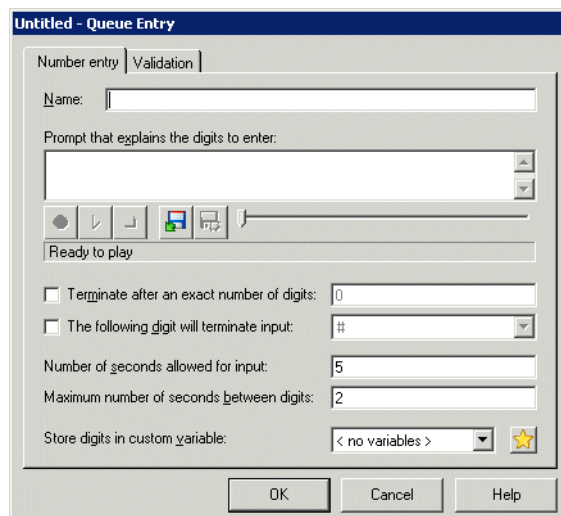 Untitled - Queue Entry
Number entry Validation
Name:
Prompt that explains the digits to enter:
Ready to play
Terminate after an exact number of digits: 0
The following digit will terminate input: #
Number of seconds allowed for input: 5
Maximum number of seconds between digits: 2
Store digits in custom variable: < no variables >
OK Cancel Help